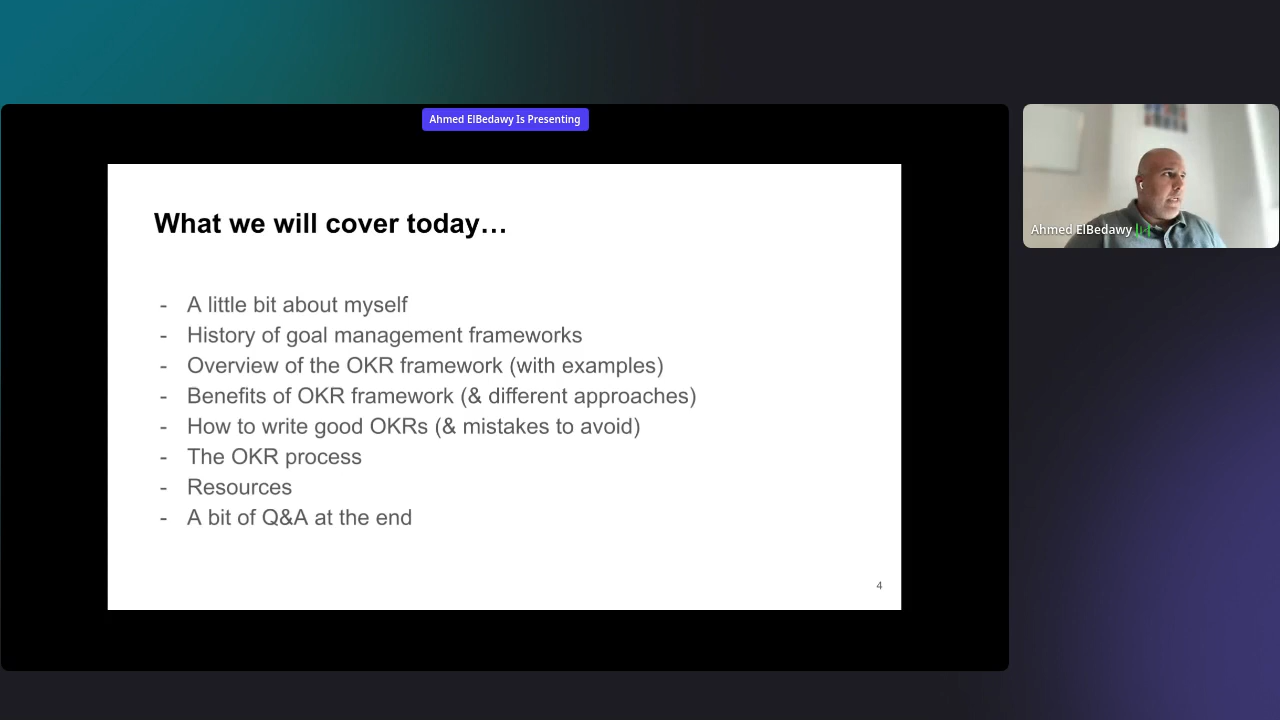 Ahmed ElBedawy Is Presenting
What we will cover today…
- A little bit about myself
- History of goal management frameworks
- Overview of the OKR framework (with examples)
- Benefits of OKR framework (& different approaches)
- How to write good OKRs (& mistakes to avoid)
- The OKR process
- Resources
- A bit of Q&A at the end
4
Ahmed ElBedawy